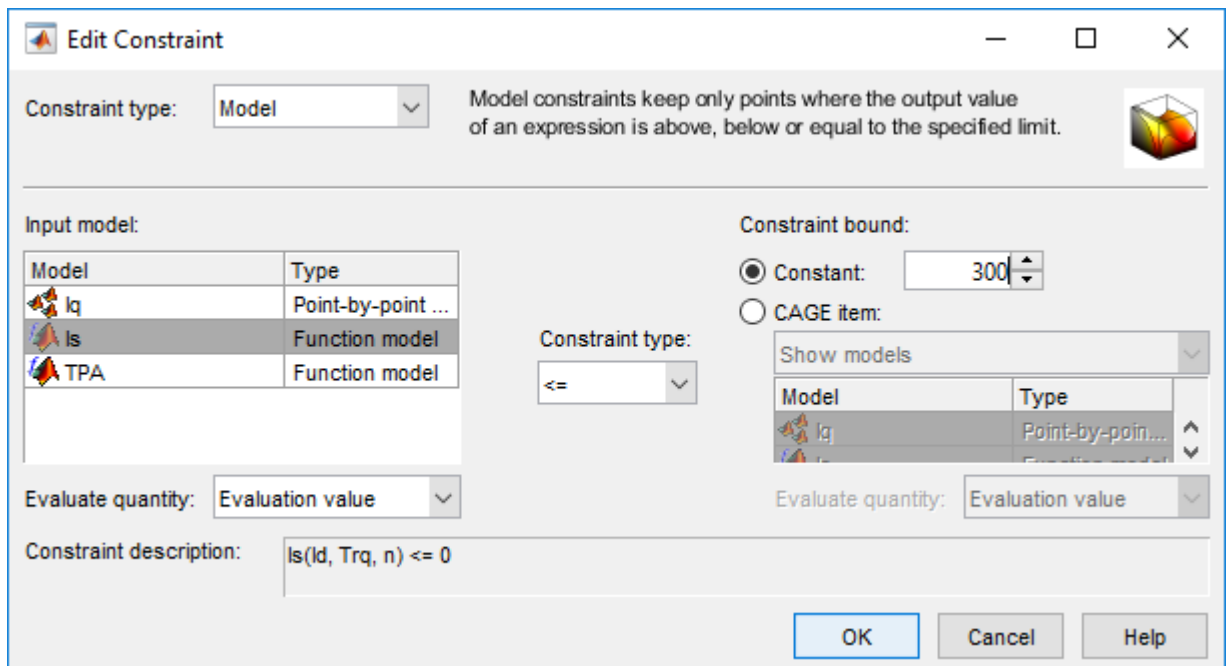 Edit Constraint
Constraint type: Model
Model constraints keep only points where the output value
of an expression is above, below or equal to the specified limit.
Input model:
Model Type
Iq Point-by-point ...
Is Function model
TPA Function model
Constraint type:
<=
Constraint bound:
Constant: 300
CAGE item:
Show models
Model Type
Iq Point-by-poin...
Is Function model
Evaluate quantity: Evaluation value
Evaluate quantity: Evaluation value
Constraint description: Is(Id, Trq, n) <= 0
OK Cancel Help